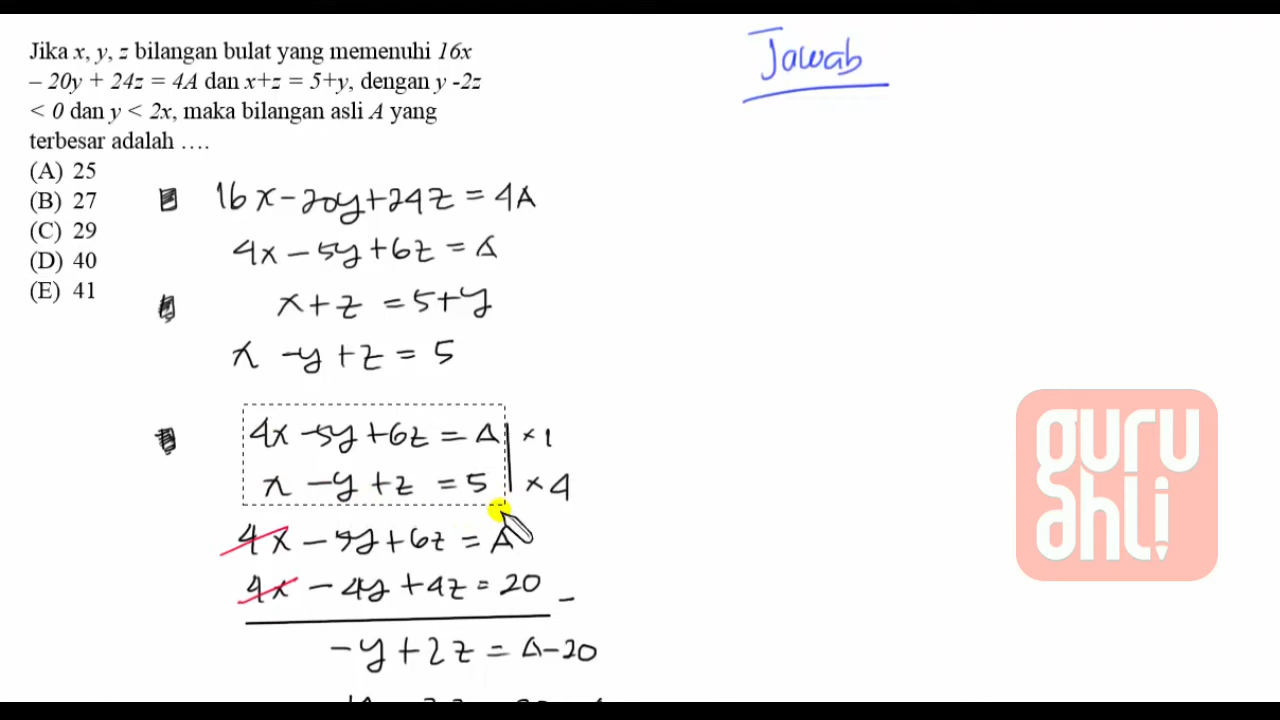 Jika x, y, z bilangan bulat yang memenuhi 16x
– 20y + 24z = 4A dan x+z = 5+y, dengan y -2z
< 0 dan y < 2x, maka bilangan asli A yang
terbesar adalah ….
(A) 25
(B) 27
(C) 29
(D) 40
(E) 41
Jawab
16x - 20y + 24z = 4A
4x - 5y + 6z = A
x + z = 5 + y
x - y + z = 5
4x - 5y + 6z = A | × 1
x - y + z = 5 | × 4
4x - 5y + 6z = A
4x - 4y + 4z = 20 -
- y + 2z = A - 20
guru
ahli